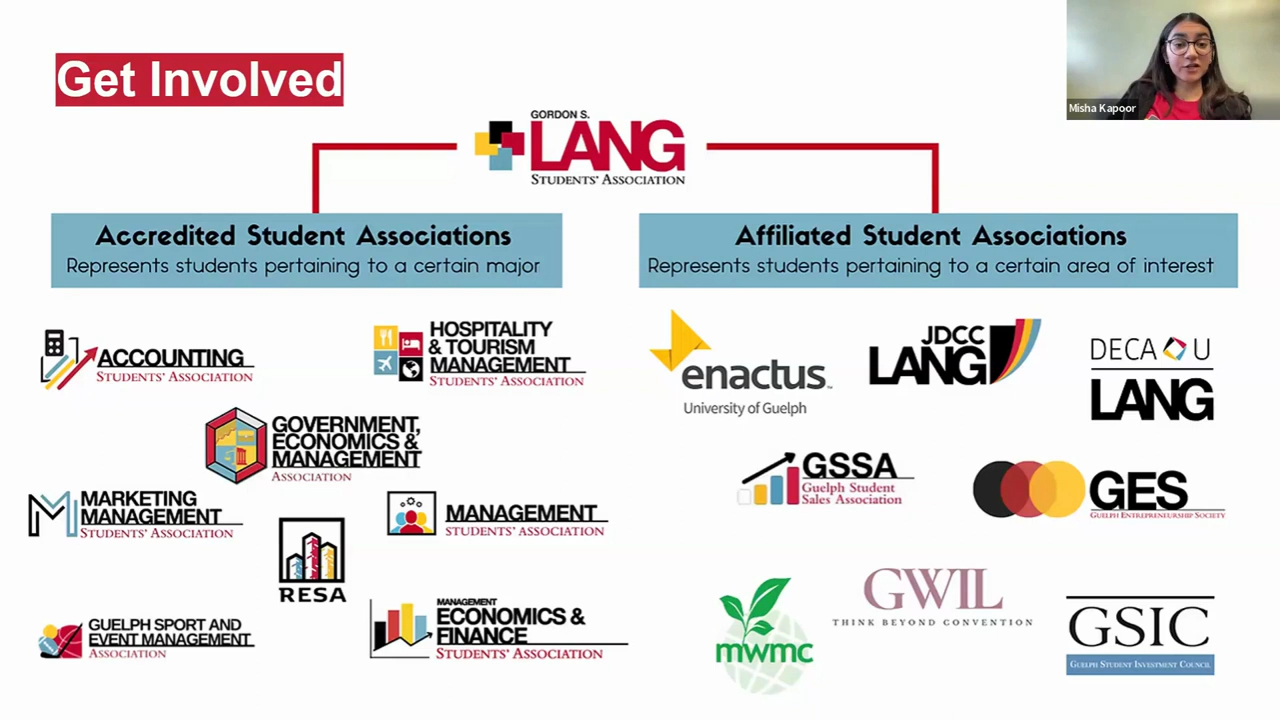 Get Involved
Misha Kapoor
GORDON S.
LANG
STUDENTS' ASSOCIATION
Accredited Student Associations
Represents students pertaining to a certain major
Affiliated Student Associations
Represents students pertaining to a certain area of interest
ACCOUNTING
STUDENTS' ASSOCIATION
HOSPITALITY
& TOURISM
MANAGEMENT
STUDENTS' ASSOCIATION
GOVERNMENT,
ECONOMICS &
MANAGEMENT
ASSOCIATION
MARKETING
MANAGEMENT
STUDENTS' ASSOCIATION
RESA
MANAGEMENT
STUDENTS' ASSOCIATION
GUELPH SPORT AND
EVENT MANAGEMENT
ASSOCIATION
MANAGEMENT
ECONOMICS &
FINANCE
STUDENTS' ASSOCIATION
enactus™
University of Guelph
JDCC
LANG
DECA U
LANG
GSSA
Guelph Student
Sales Association
GES
GUELPH ENTREPRENEURSHIP SOCIETY
mwmc
GWIL
THINK BEYOND CONVENTION
GSIC
GUELPH STUDENT INVESTMENT COUNCIL